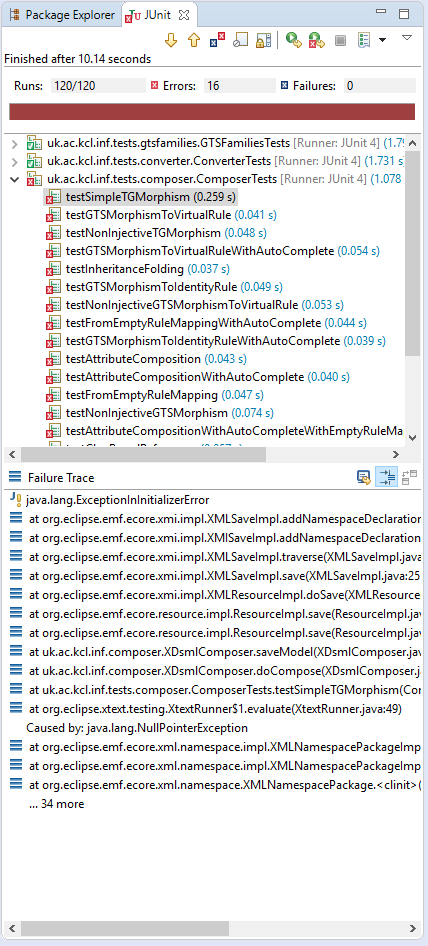 Package Explorer JUnit
Finished after 10.14 seconds
Runs: 120/120 Errors: 16 Failures: 0
uk.ac.kcl.inf.tests.gtsfamilies.GTSFamiliesTests [Runner: JUnit 4] (1.79
uk.ac.kcl.inf.tests.converter.ConverterTests [Runner: JUnit 4] (1.731 s)
uk.ac.kcl.inf.tests.composer.ComposerTests [Runner: JUnit 4] (1.078
testSimpleTGMorphism (0.259 s)
testGTSMorphismToVirtualRule (0.041 s)
testNonInjectiveTGMorphism (0.048 s)
testGTSMorphismToVirtualRuleWithAutoComplete (0.054 s)
testInheritanceFolding (0.037 s)
testGTSMorphismToIdentityRule (0.049 s)
testNonInjectiveGTSMorphismToVirtualRule (0.053 s)
testFromEmptyRuleMappingWithAutoComplete (0.044 s)
testGTSMorphismToIdentityRuleWithAutoComplete (0.039 s)
testAttributeComposition (0.043 s)
testAttributeCompositionWithAutoComplete (0.040 s)
testFromEmptyRuleMapping (0.047 s)
testNonInjectiveGTSMorphism (0.074 s)
testAttributeCompositionWithAutoCompleteWithEmptyRuleMa
Failure Trace
java.lang.ExceptionInInitializerError
at org.eclipse.emf.ecore.xmi.impl.XMLSaveImpl.addNamespaceDeclaration
at org.eclipse.emf.ecore.xmi.impl.XMISaveImpl.addNamespaceDeclaration
at org.eclipse.emf.ecore.xmi.impl.XMLSaveImpl.traverse(XMLSaveImpl.java
at org.eclipse.emf.ecore.xmi.impl.XMLSaveImpl.save(XMLSaveImpl.java:25
at org.eclipse.emf.ecore.xmi.impl.XMLResourceImpl.doSave(XMLResource
at org.eclipse.emf.ecore.resource.impl.ResourceImpl.save(ResourceImpl.jav
at org.eclipse.emf.ecore.resource.impl.ResourceImpl.save(ResourceImpl.jav
at uk.ac.kcl.inf.composer.XDsmlComposer.saveModel(XDsmlComposer.jav
at uk.ac.kcl.inf.composer.XDsmlComposer.doCompose(XDsmlComposer.j
at uk.ac.kcl.inf.tests.composer.ComposerTests.testSimpleTGMorphism(Cor
at org.eclipse.xtext.testing.XtextRunner$1.evaluate(XtextRunner.java:49)
Caused by: java.lang.NullPointerException
at org.eclipse.emf.ecore.xml.namespace.impl.XMLNamespacePackageImp
at org.eclipse.emf.ecore.xml.namespace.impl.XMLNamespacePackageImp
at org.eclipse.emf.ecore.xml.namespace.XMLNamespacePackage.<clinit>(
... 34 more